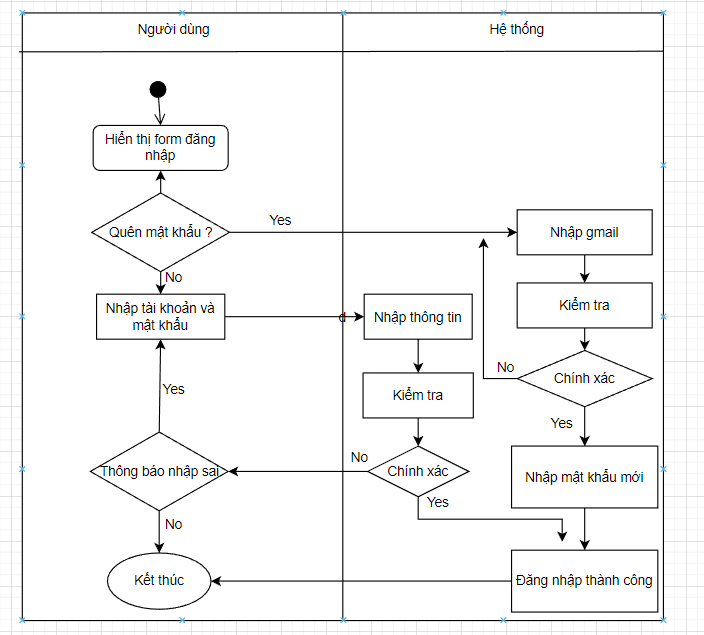 Người dùng
Hệ thống
Hiển thị form đăng
nhập
Quên mật khẩu ?
Yes
Nhập gmail
No
Nhập tài khoản và
mật khẩu
d
Nhập thông tin
Kiểm tra
Kiểm tra
No
Chính xác
Yes
Yes
No
Thông báo nhập sai
Chính xác
Yes
Nhập mật khẩu mới
No
Kết thúc
Đăng nhập thành công